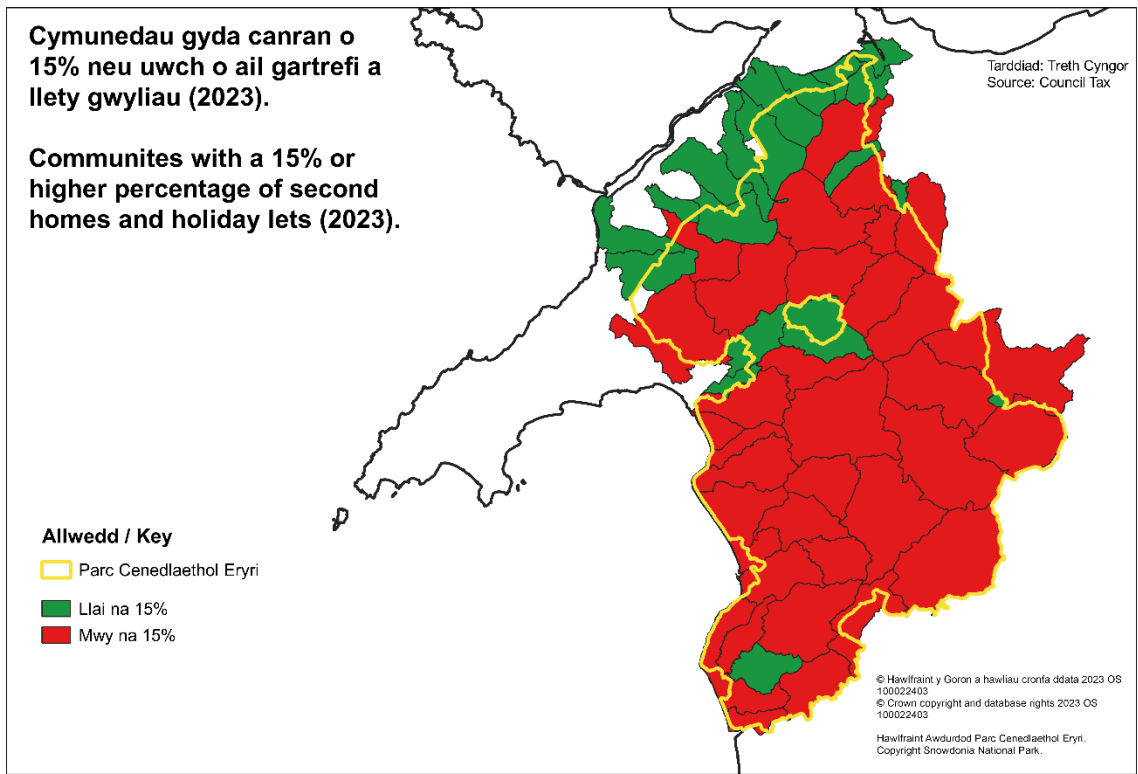 Cymunedau gyda canran o
15% neu uwch o ail gartrefi a
llety gwyliau (2023).
Communites with a 15% or
higher percentage of second
homes and holiday lets (2023).
Tarddiad: Treth Cyngor
Source: Council Tax
Allwedd / Key
Parc Cenedlaethol Eryri
Llai na 15%
Mwy na 15%
© Hawlfraint y Goron a hawliau cronfa ddata 2023 OS
100022403
© Crown copyright and database rights 2023 OS
100022403
Hawlfraint Awdurdod Parc Cenedlaethol Eryri.
Copyright Snowdonia National Park.